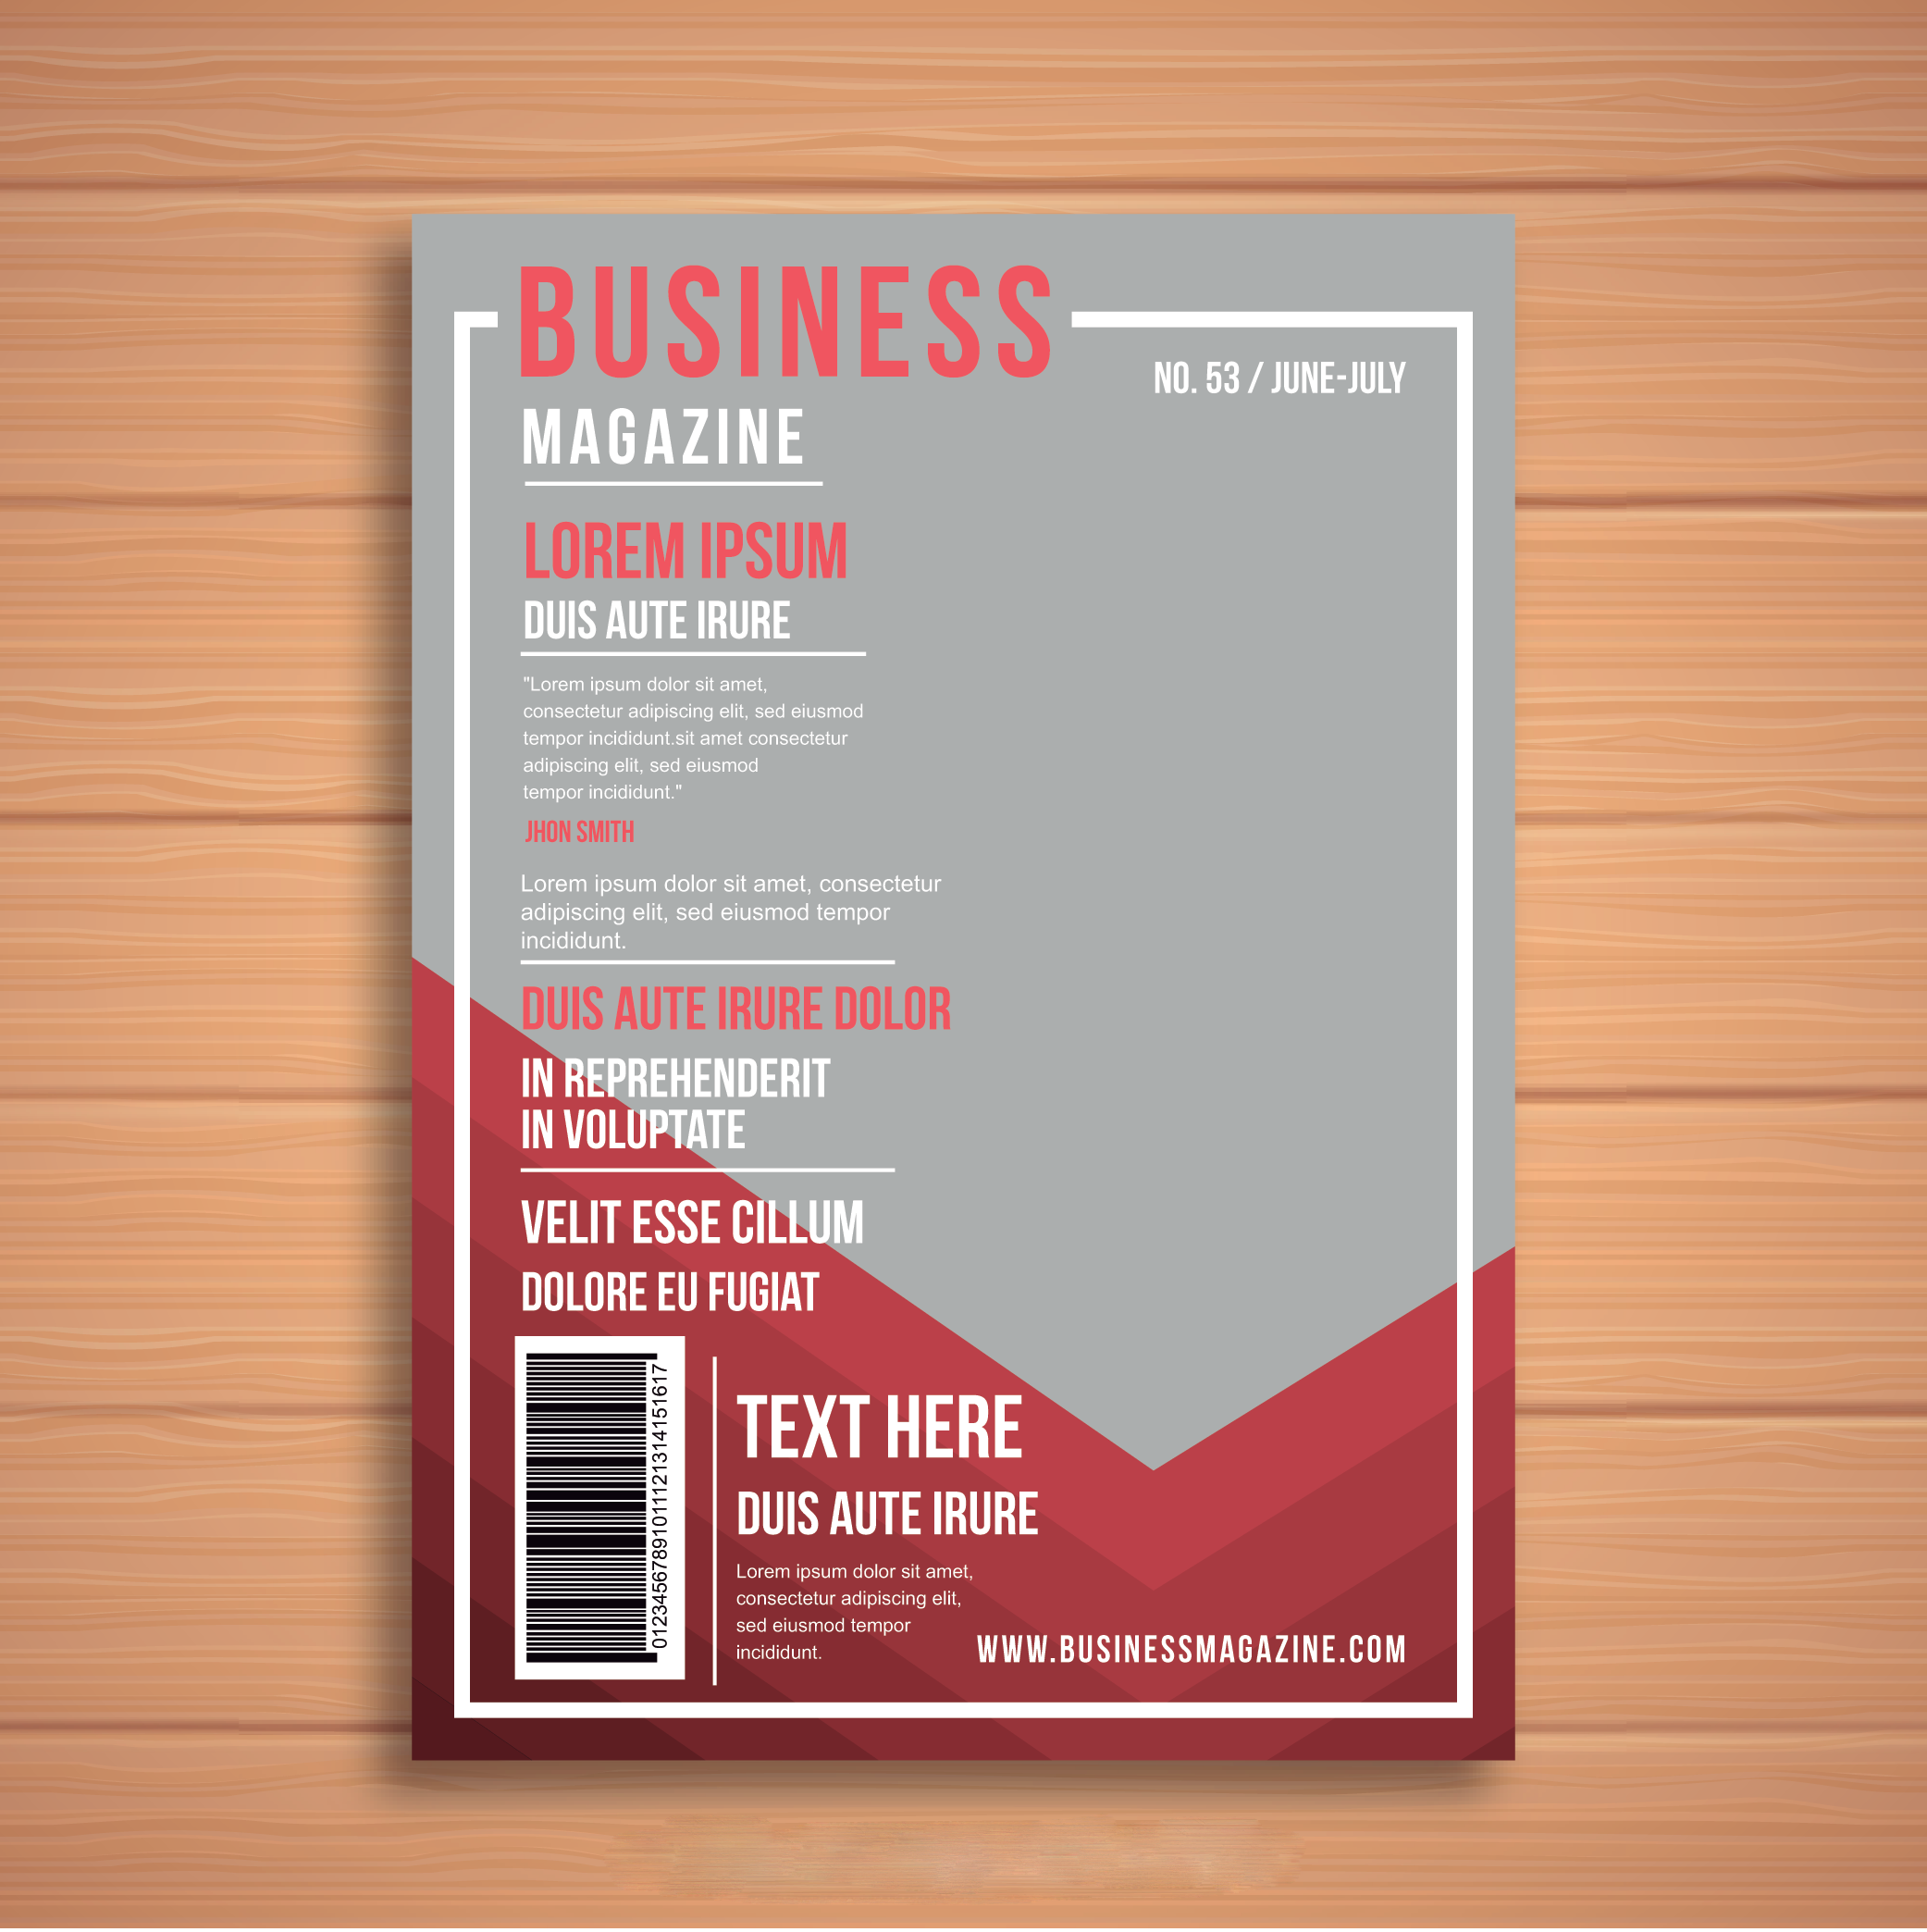 BUSINESS
NO. 53 / JUNE-JULY
MAGAZINE
LOREM IPSUM
DUIS AUTE IRURE
"Lorem ipsum dolor sit amet,
consectetur adipiscing elit, sed eiusmod
tempor incididunt.sit amet consectetur
adipiscing elit, sed eiusmod
tempor incididunt."
JHON SMITH
Lorem ipsum dolor sit amet, consectetur
adipiscing elit, sed eiusmod tempor
incididunt.
DUIS AUTE IRURE DOLOR
IN REPREHENDERIT
IN VOLUPTATE
VELIT ESSE CILLUM
DOLORE EU FUGIAT
01234567891011121314151617
TEXT HERE
DUIS AUTE IRURE
Lorem ipsum dolor sit amet,
consectetur adipiscing elit,
sed eiusmod tempor
incididunt.
WWW.BUSINESSMAGAZINE.COM